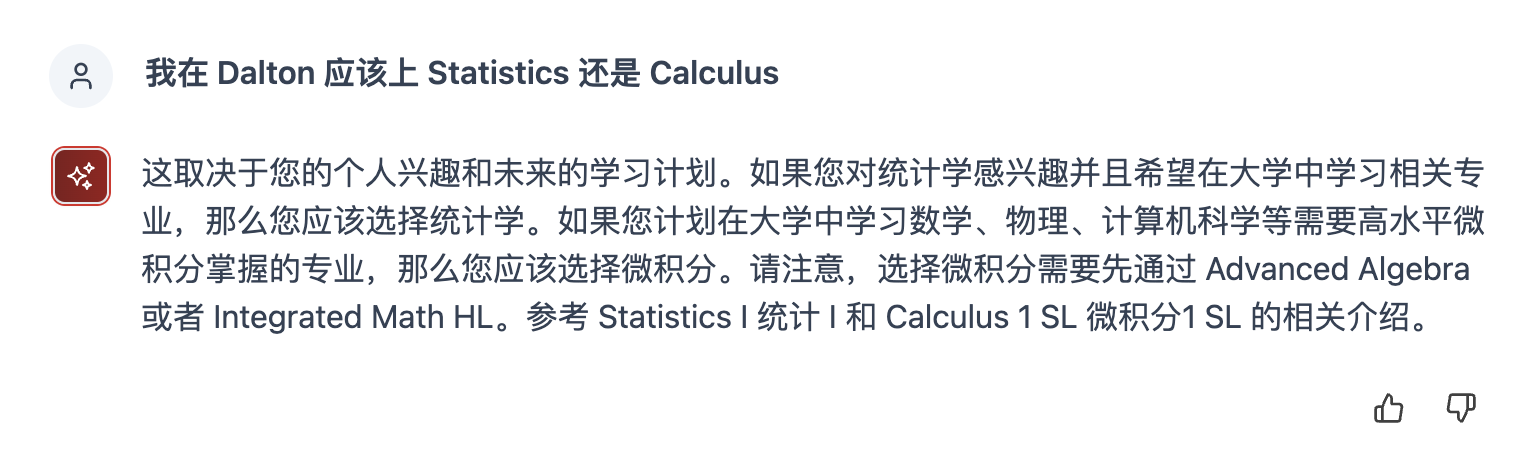 我在 Dalton 应该上 Statistics 还是 Calculus
这取决于您的个人兴趣和未来的学习计划。如果您对统计学感兴趣并且希望在大学中学习相关专
业，那么您应该选择统计学。如果您计划在大学中学习数学、物理、计算机科学等需要高水平微
积分掌握的专业，那么您应该选择微积分。请注意，选择微积分需要先通过 Advanced Algebra
或者 Integrated Math HL。参考 Statistics I 统计 I 和 Calculus 1 SL 微积分1 SL 的相关介绍。